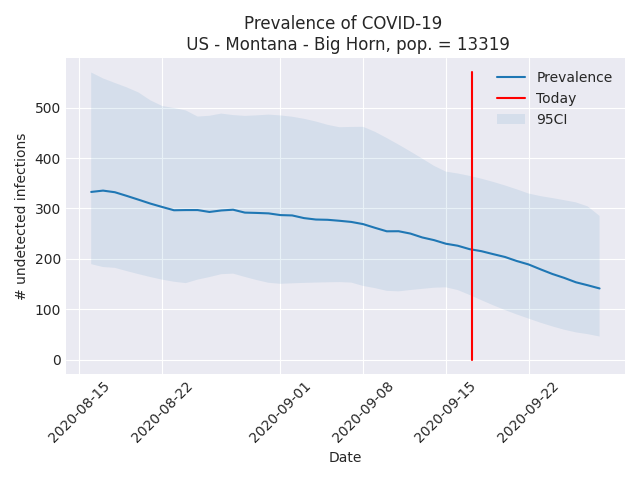 Prevalence of COVID-19
US - Montana - Big Horn, pop. = 13319
Prevalence
Today
95CI
# undetected infections
500
400
300
200
100
0
2020-08-15
2020-08-22
2020-09-01
2020-09-08
2020-09-15
2020-09-22
Date